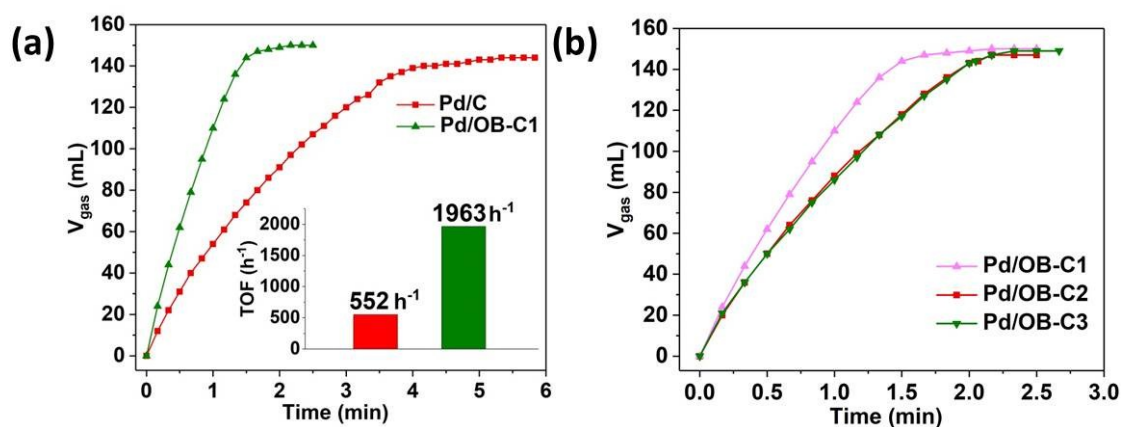 (a)
160
140
120
100
80
60
40
20
0
V_gas (mL)
Pd/C
Pd/OB-C1
2000
1500
1000
500
0
TOF (h⁻¹)
552 h⁻¹
1963 h⁻¹
0 1 2 3 4 5 6
Time (min)
(b)
160
140
120
100
80
60
40
20
0
V_gas (mL)
Pd/OB-C1
Pd/OB-C2
Pd/OB-C3
0.0 0.5 1.0 1.5 2.0 2.5 3.0
Time (min)